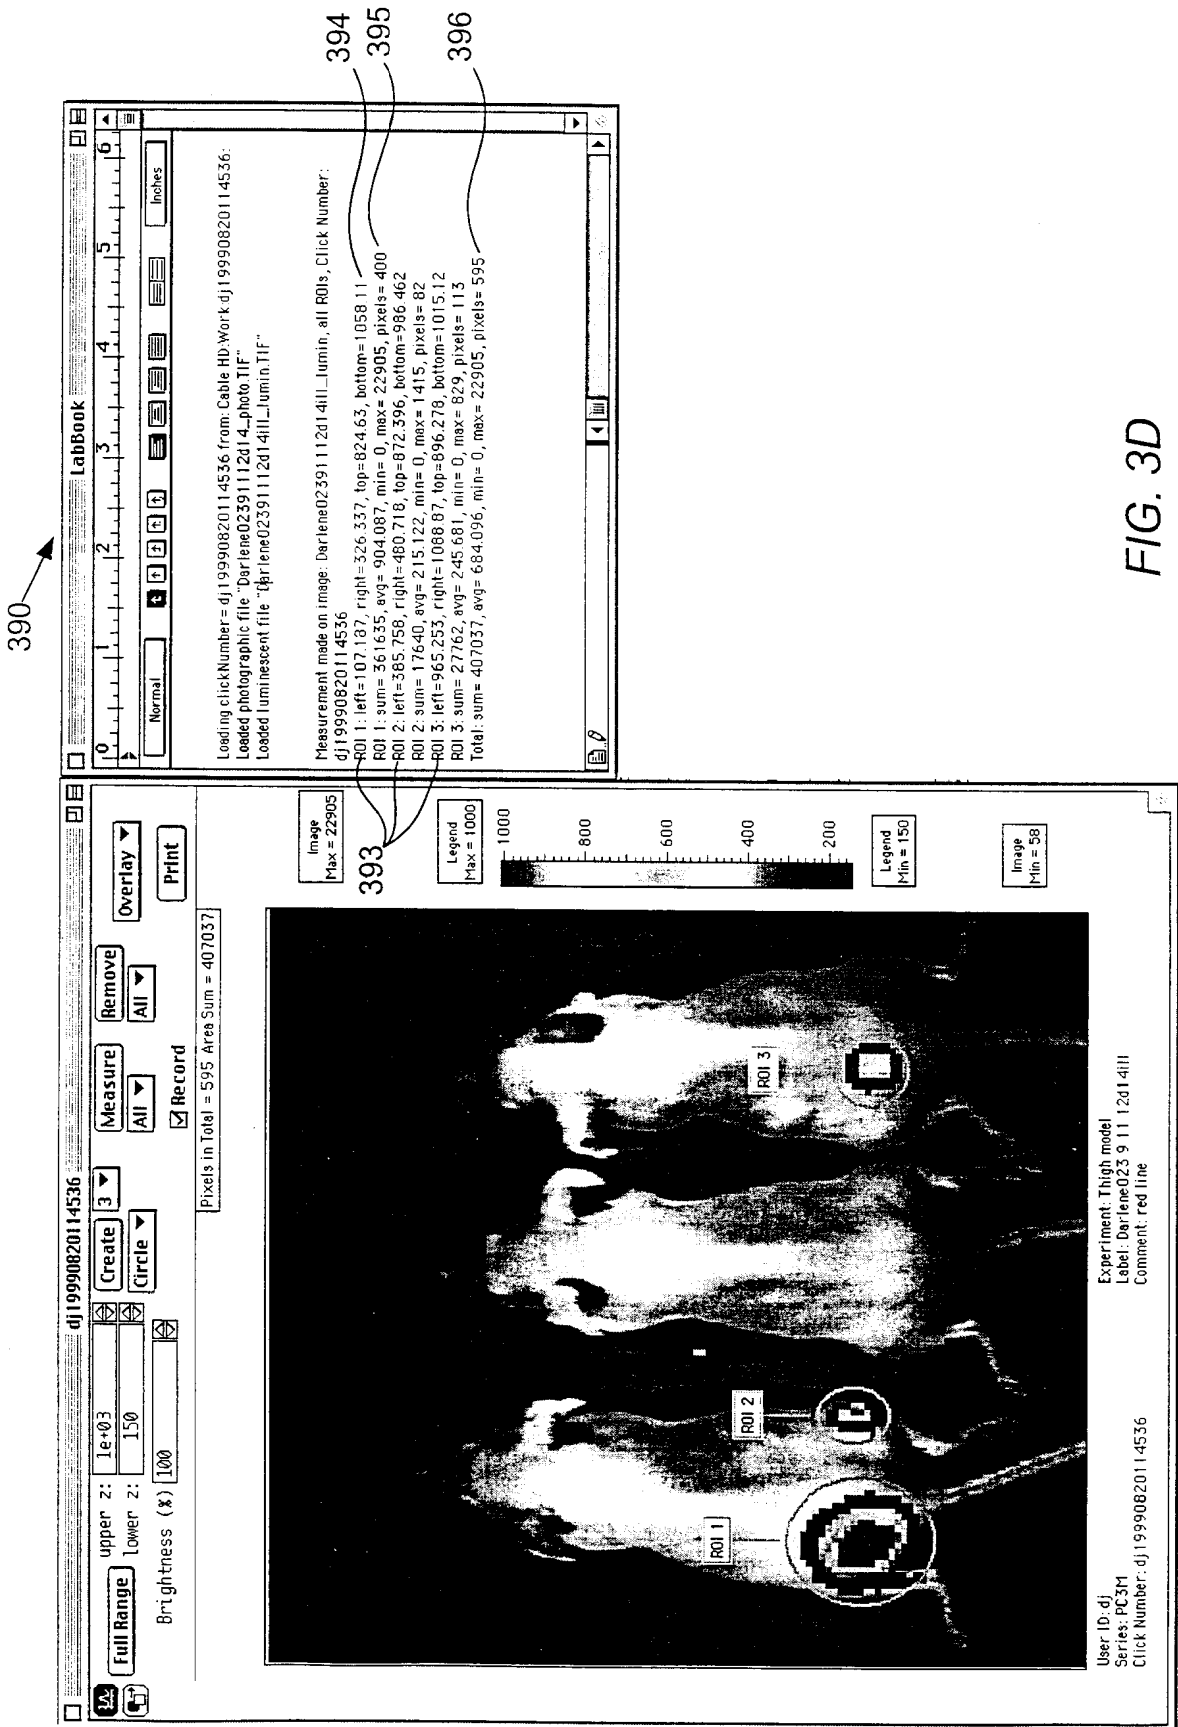 dj19990820114536
Full Range
upper z: 1e+03
lower z: 150
Brightness (%) 100
Create 3
Circle
Measure
All
Record
Remove
All
Overlay
Print
Pixels in Total = 595 Area Sum = 407037
Image
Max = 22905
Legend
Max = 1000
1000
800
600
400
200
Legend
Min = 150
Image
Min = 58
ROI 1
ROI 2
ROI 3
User ID: dj
Series: PC3M
Click Number: dj19990820114536
Experiment: Thigh model
Label: Darlene023 9 11 12d14ill
Comment: red line
390
LabBook
0 1 2 3 4 5 6
Normal
Inches
Loading clickNumber = dj19990820114536 from: Cable HD:Work:dj19990820114536:
Loaded photographic file "Darlene02391112d14_photo.TIF"
Loaded luminescent file "Darlene02391112d14ill_lumin.TIF"
Measurement made on image: Darlene02391112d14ill_lumin, all ROIs, Click Number:
dj19990820114536
ROI 1: left=107.187, right=326.337, top=824.63, bottom=1058.11
ROI 1: sum= 361635, avg= 904.087, min= 0, max= 22905, pixels= 400
ROI 2: left=385.758, right=480.718, top=872.396, bottom=986.462
ROI 2: sum= 17640, avg= 215.122, min= 0, max= 1415, pixels= 82
ROI 3: left=965.253, right=1088.87, top=896.278, bottom=1015.12
ROI 3: sum= 27762, avg= 245.681, min= 0, max= 829, pixels= 113
Total: sum= 407037, avg= 684.096, min= 0, max= 22905, pixels= 595
393
394
395
396
FIG. 3D